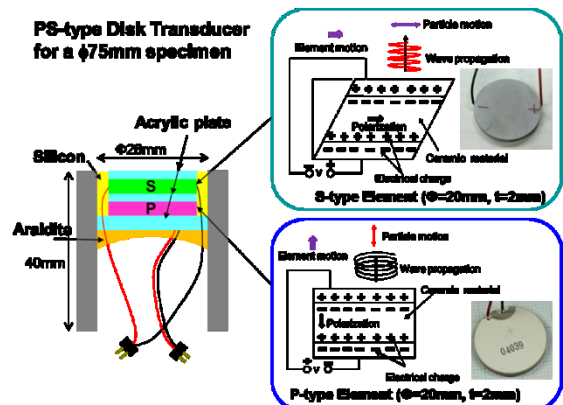 PS-type Disk Transducer
for a ϕ75mm specimen
Acrylic plate
Φ28mm
Silicon
S
P
Araldite
40mm
Particle motion
Element motion
Wave propagation
+ + + + + + + +
Polarization
+ + + + + + + +
Ceramic material
V
Electrical charge
S-type Element (Φ=20mm, t=2mm)
Particle motion
Element motion
Wave propagation
Ceramic material
+ + + + + + + +
Polarization
+ + + + + + + +
V
Electrical charge
04039
P-type Element (Φ=20mm, t=2mm)